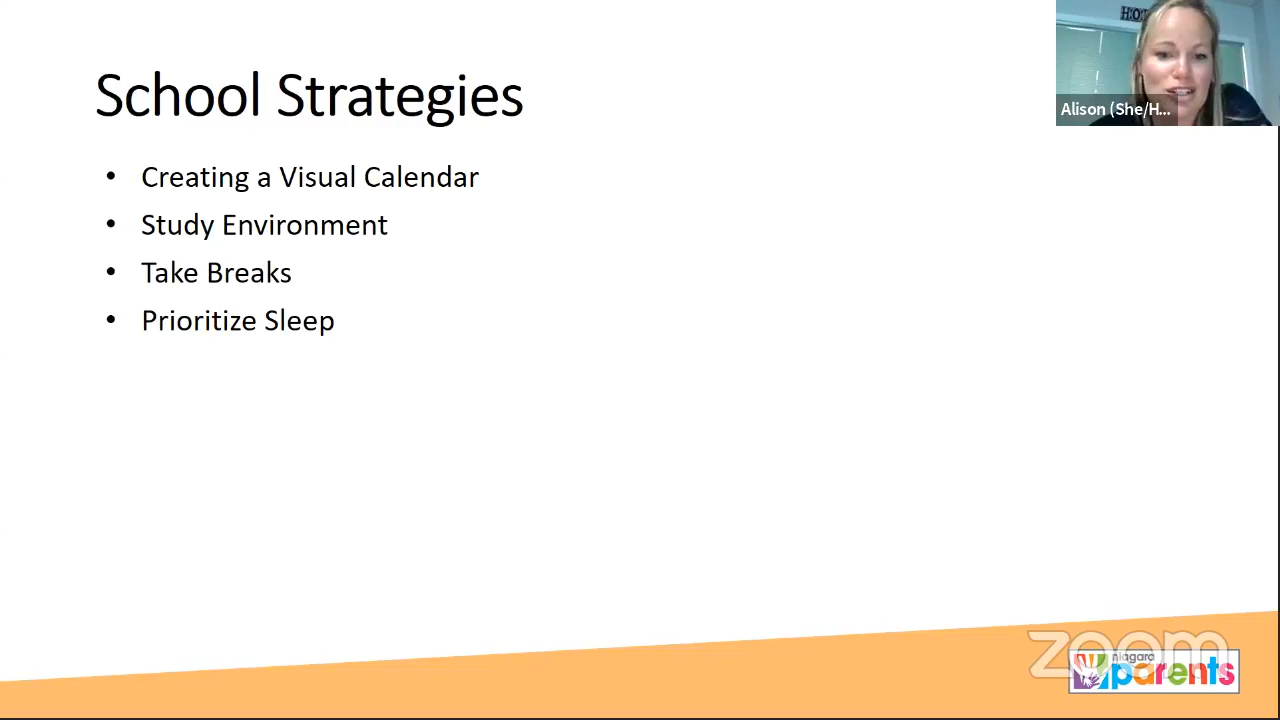 School Strategies
• Creating a Visual Calendar
• Study Environment
• Take Breaks
• Prioritize Sleep
Alison (She/H...
zoom
niagara
parents